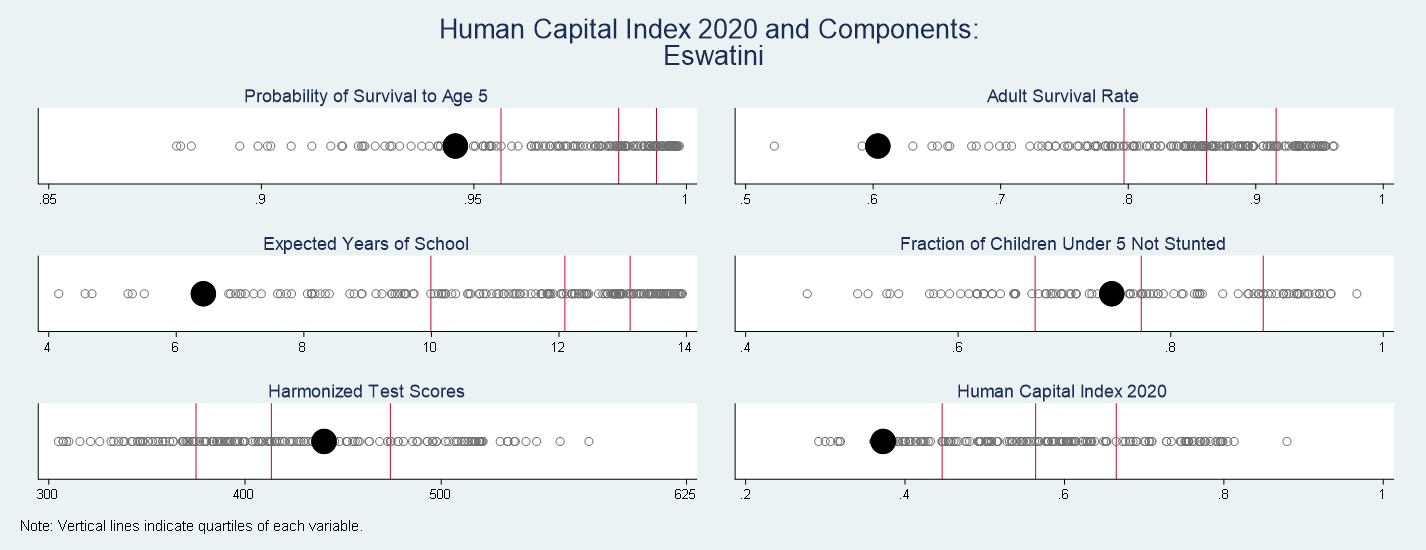 Human Capital Index 2020 and Components:
Eswatini
Probability of Survival to Age 5
.85 .9 .95 1
Adult Survival Rate
.5 .6 .7 .8 .9 1
Expected Years of School
4 6 8 10 12 14
Fraction of Children Under 5 Not Stunted
.4 .6 .8 1
Harmonized Test Scores
300 400 500 625
Human Capital Index 2020
.2 .4 .6 .8 1
Note: Vertical lines indicate quartiles of each variable.